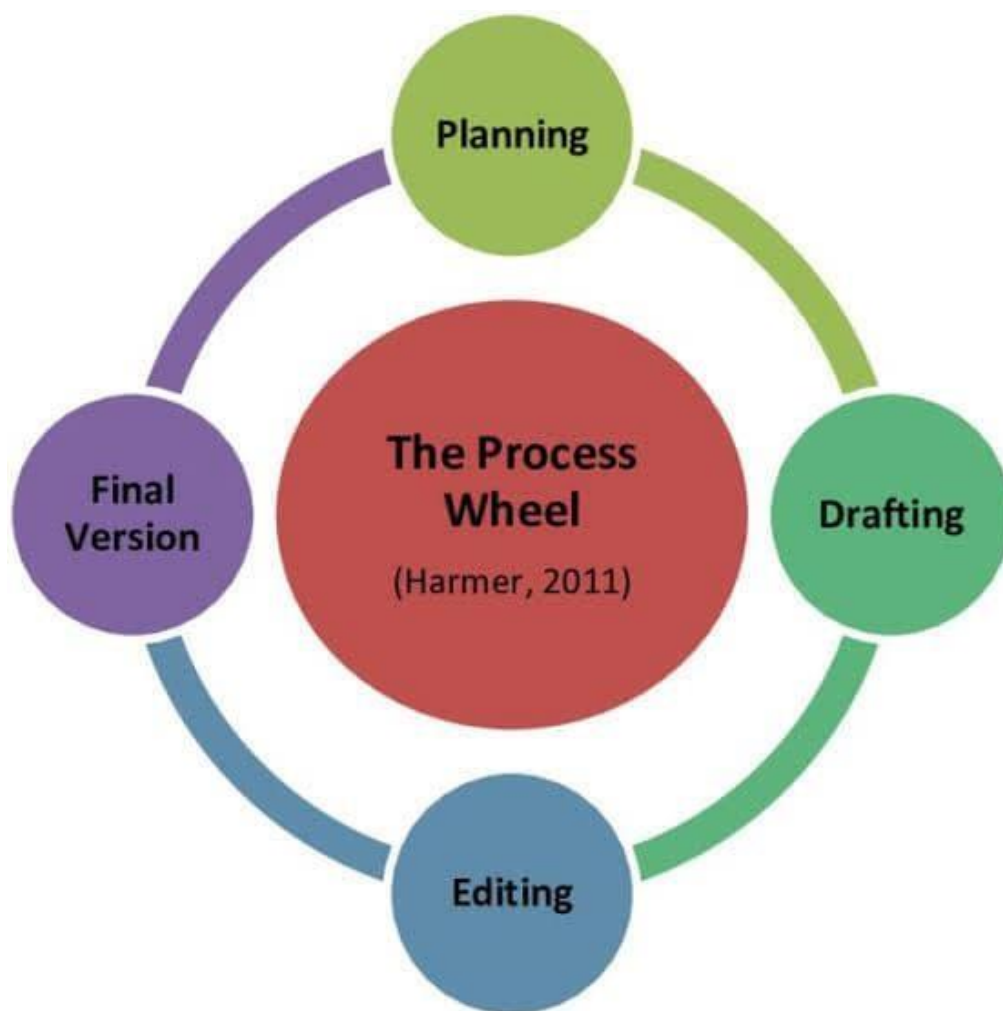 Planning
The Process
Wheel
(Harmer, 2011)
Drafting
Editing
Final
Version